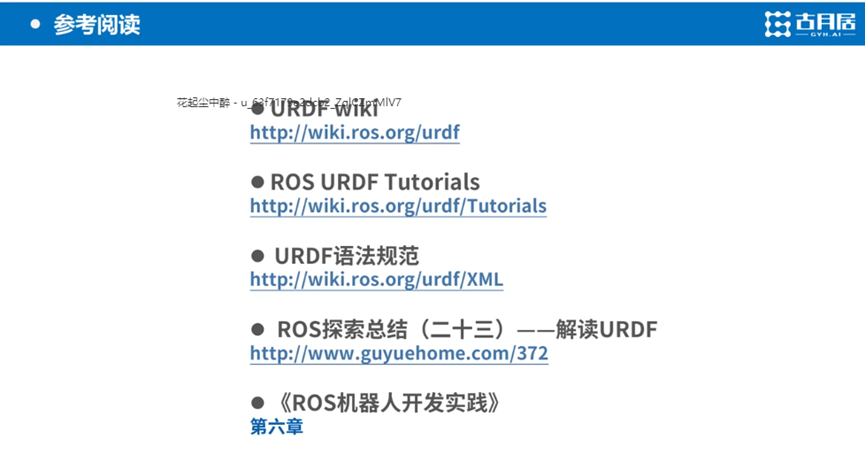 ● 参考阅读
古月居
GYH.AI
花起尘中醉 - u_63f7179
● URDF wiki
http://wiki.ros.org/urdf
● ROS URDF Tutorials
http://wiki.ros.org/urdf/Tutorials
● URDF语法规范
http://wiki.ros.org/urdf/XML
● ROS探索总结（二十三）——解读URDF
http://www.guyuehome.com/372
● 《ROS机器人开发实践》
第六章